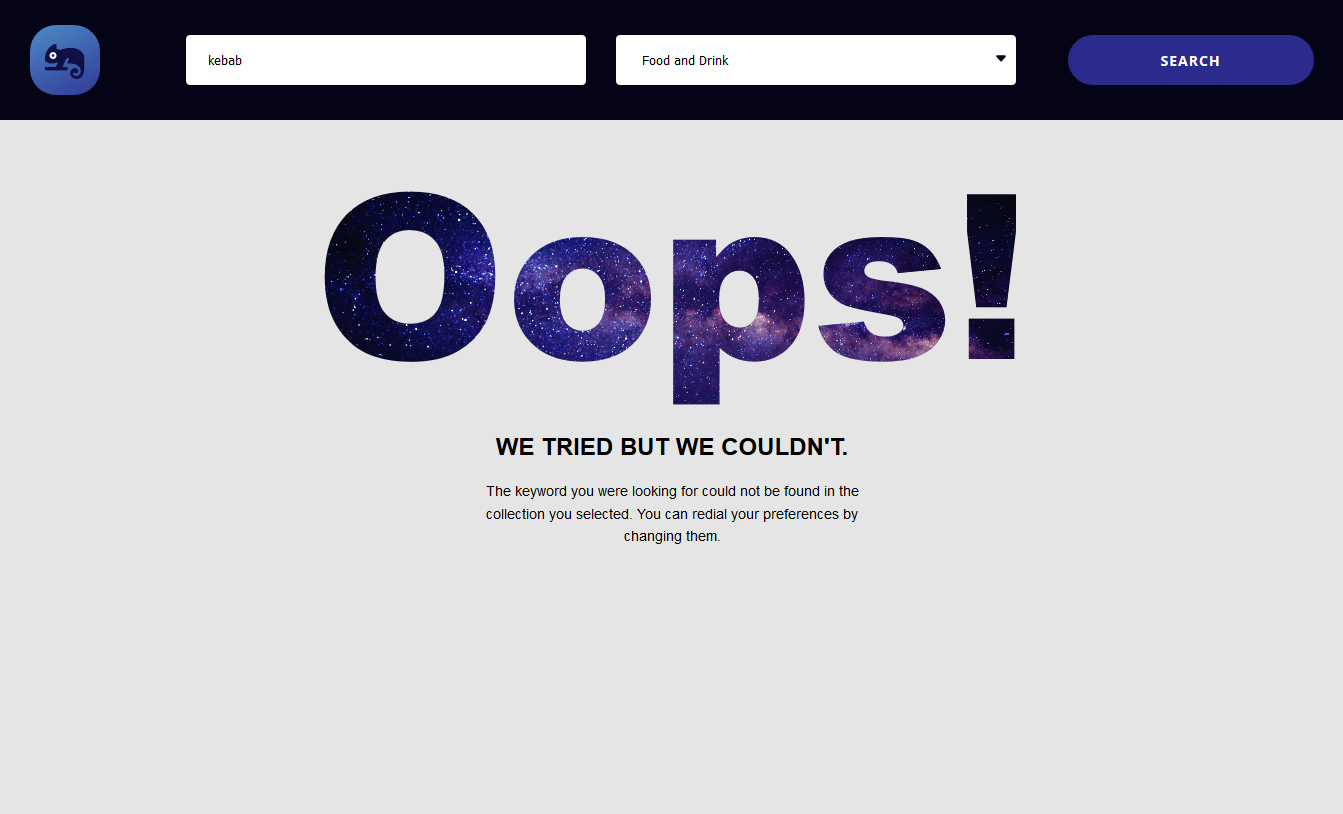 kebab
Food and Drink
SEARCH
Oops!
WE TRIED BUT WE COULDN'T.
The keyword you were looking for could not be found in the
collection you selected. You can redial your preferences by
changing them.